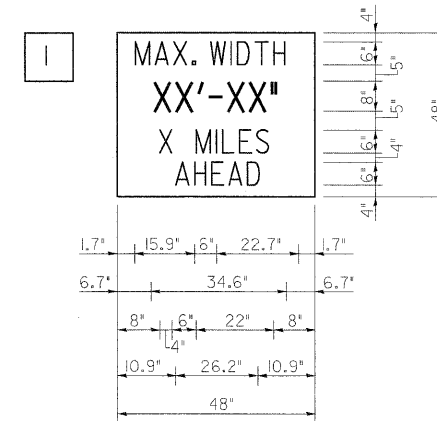 I
MAX. WIDTH
XX'-XX"
X MILES
AHEAD
4"
6"
5"
8"
5"
6"
4"
6"
4"
48"
1.7" 15.9" 6" 22.7" 1.7"
6.7" 34.6" 6.7"
8" 4" 6" 22" 8"
10.9" 26.2" 10.9"
48"